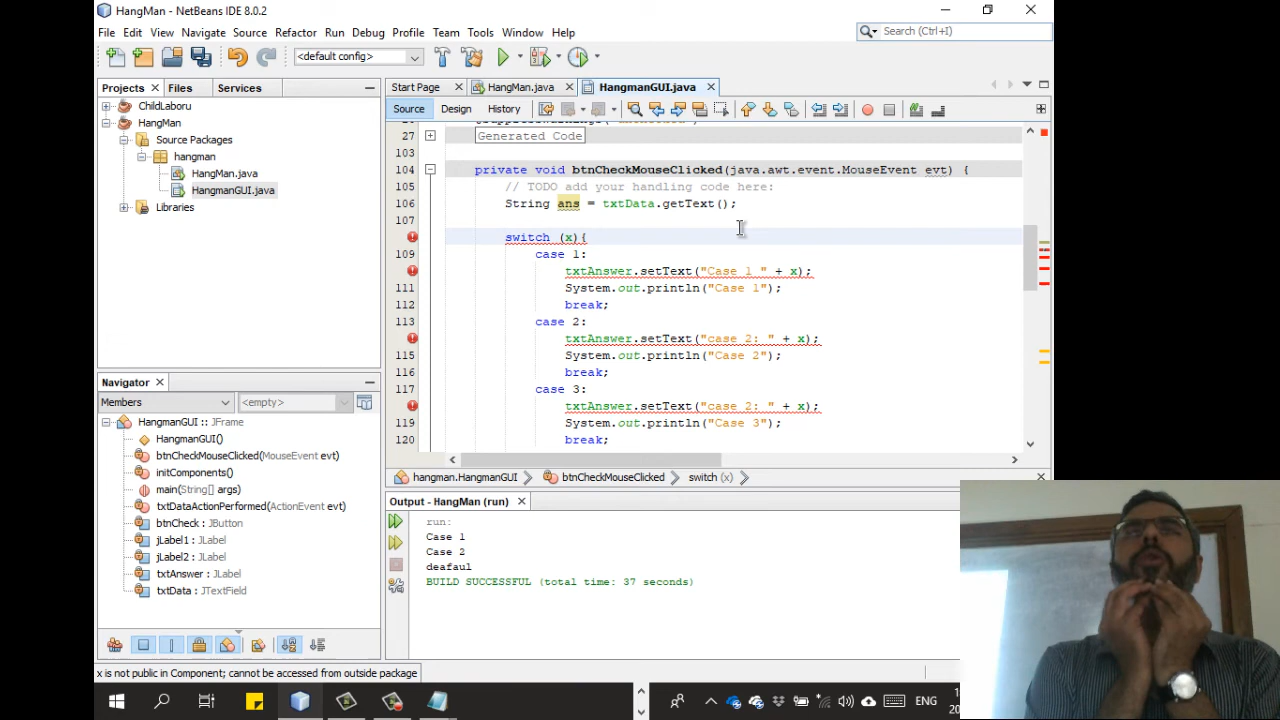 HangMan - NetBeans IDE 8.0.2
File Edit View Navigate Source Refactor Run Debug Profile Team Tools Window Help
Search (Ctrl+I)
<default config>
Projects Files Services
ChildLaboru
HangMan
Source Packages
hangman
HangMan.java
HangmanGUI.java
Libraries
Navigator
Members <empty>
HangmanGUI :: JFrame
HangmanGUI()
btnCheckMouseClicked(MouseEvent evt)
initComponents()
main(String[] args)
txtDataActionPerformed(ActionEvent evt)
btnCheck : JButton
jLabel1 : JLabel
jLabel2 : JLabel
txtAnswer : JLabel
txtData : JTextField
Start Page HangMan.java HangmanGUI.java
Source Design History
27 Generated Code
103
104 private void btnCheckMouseClicked(java.awt.event.MouseEvent evt) {
105 // TODO add your handling code here:
106 String ans = txtData.getText();
107
switch (x){
109 case 1:
txtAnswer.setText("Case 1 " + x);
111 System.out.println("Case 1");
112 break;
113 case 2:
txtAnswer.setText("case 2: " + x);
115 System.out.println("Case 2");
116 break;
117 case 3:
txtAnswer.setText("case 2: " + x);
119 System.out.println("Case 3");
120 break;
hangman.HangmanGUI btnCheckMouseClicked switch (x)
Output - HangMan (run)
run:
Case 1
Case 2
deafaul
BUILD SUCCESSFUL (total time: 37 seconds)
x is not public in Component; cannot be accessed from outside package
ENG